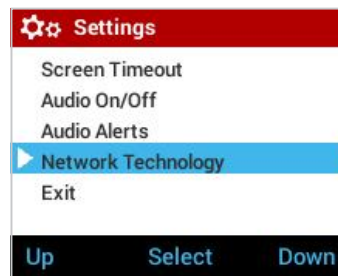 Settings
Screen Timeout
Audio On/Off
Audio Alerts
Network Technology
Exit
Up Select Down